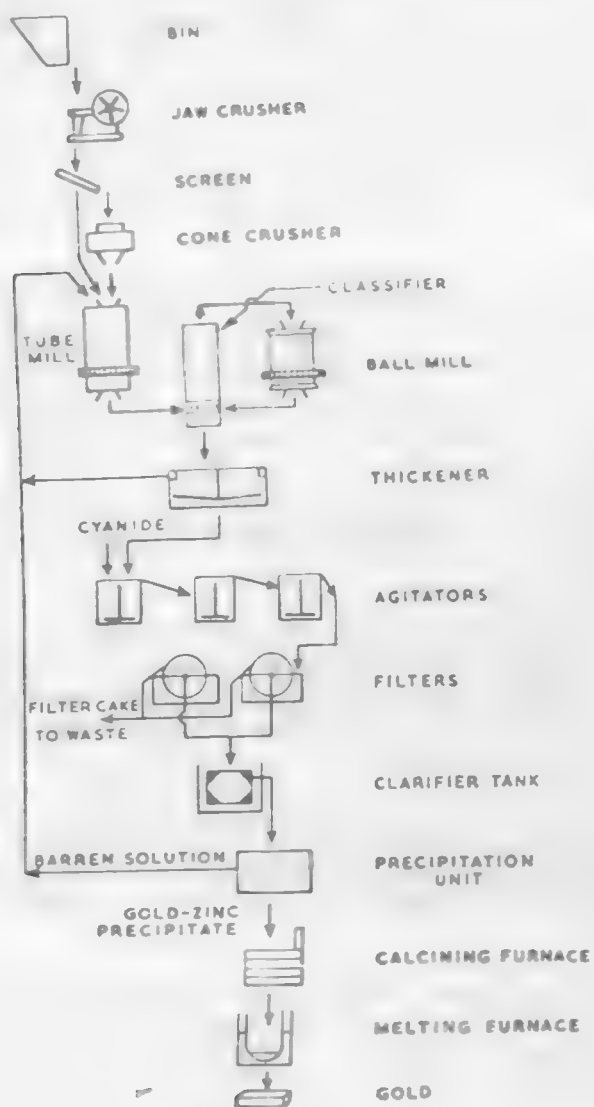 BIN
JAW CRUSHER
SCREEN
CONE CRUSHER
CLASSIFIER
TUBE
MILL
BALL MILL
THICKENER
CYANIDE
AGITATORS
FILTERS
FILTER CAKE
TO WASTE
CLARIFIER TANK
BARREN SOLUTION
PRECIPITATION
UNIT
GOLD-ZINC
PRECIPITATE
CALCINING FURNACE
MELTING FURNACE
GOLD